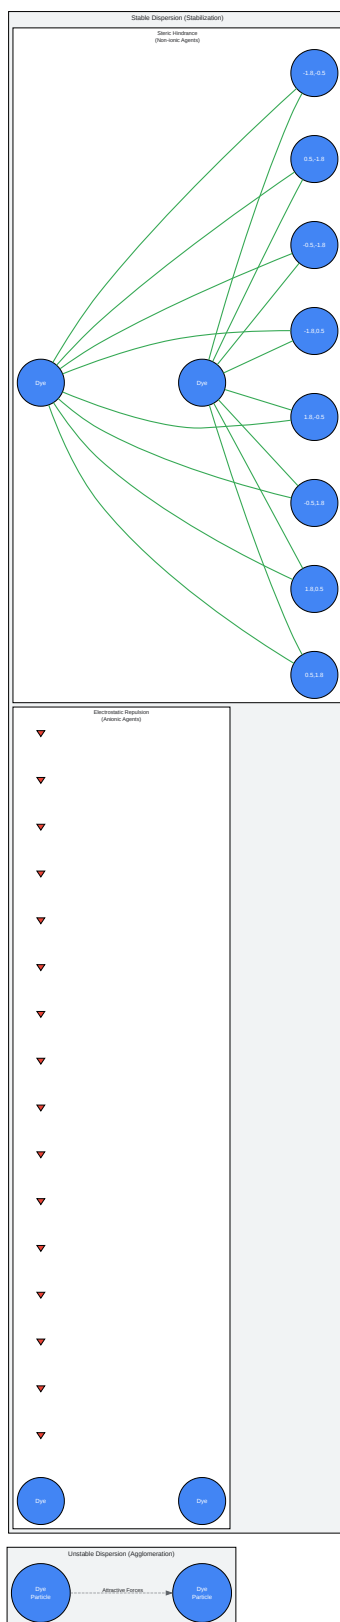 Stable Dispersion (Stabilization)
Steric Hindrance
(Non-ionic Agents)
-1.8,-0.5
0.5,-1.8
-0.5,-1.8
-1.8,0.5
Dye
Dye
1.8,-0.5
-0.5,1.8
1.8,0.5
0.5,1.8
Electrostatic Repulsion
(Anionic Agents)
Dye
Dye
Unstable Dispersion (Agglomeration)
Dye
Particle
Attractive Forces
Dye
Particle